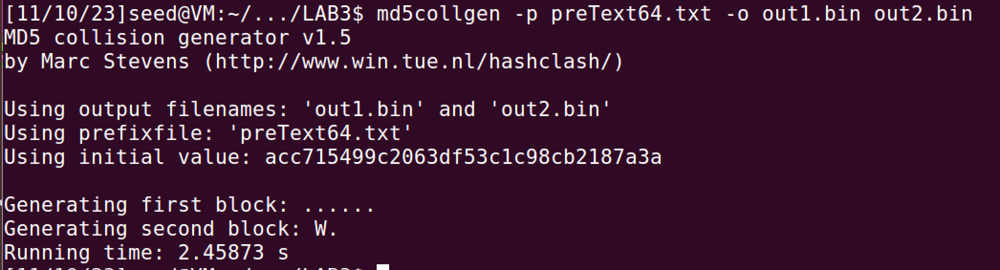 [11/10/23]seed@VM:~/.../LAB3$ md5collgen -p preText64.txt -o out1.bin out2.bin
MD5 collision generator v1.5
by Marc Stevens (http://www.win.tue.nl/hashclash/)
Using output filenames: 'out1.bin' and 'out2.bin'
Using prefixfile: 'preText64.txt'
Using initial value: acc715499c2063df53c1c98cb2187a3a
Generating first block: ......
Generating second block: W.
Running time: 2.45873 s
[11/10/23]seed@VM:~/.../LAB3$